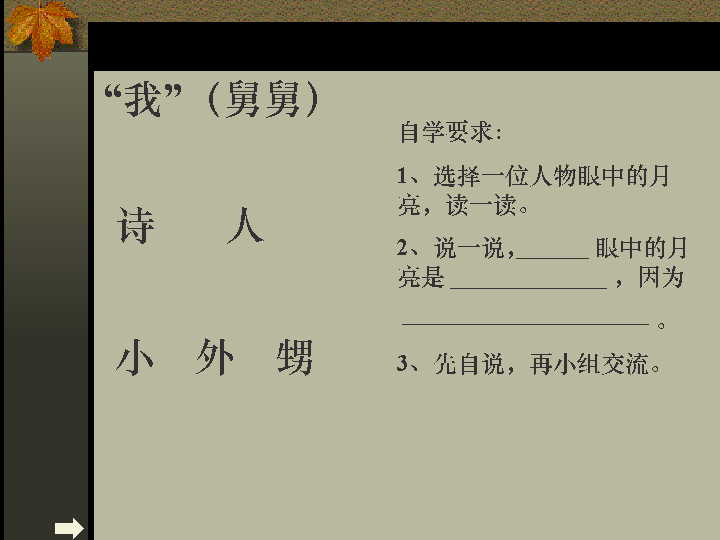 “我”（舅舅）
诗 人
小 外 甥
自学要求：
1、选择一位人物眼中的月
亮，读一读。
2、说一说，______ 眼中的月
亮是 _____________ ，因为
_____________________ 。
3、先自说，再小组交流。